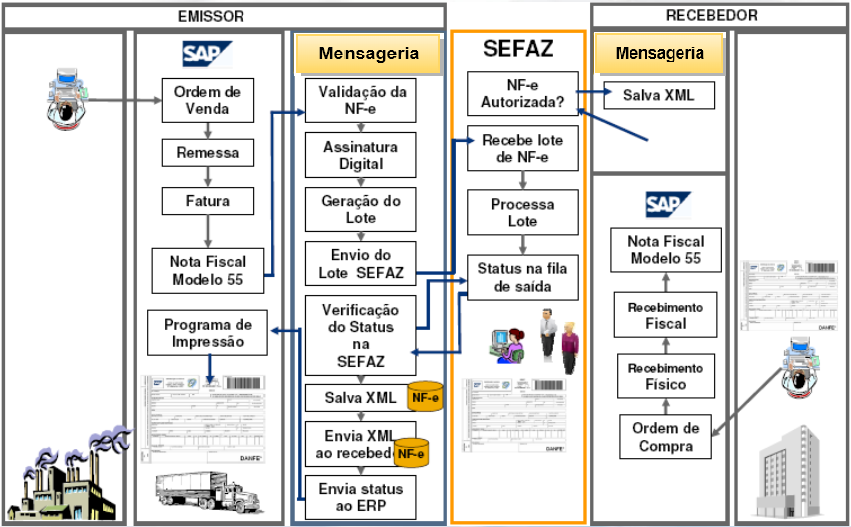 EMISSOR
RECEBEDOR
SAP
Ordem de
Venda
Remessa
Fatura
Nota Fiscal
Modelo 55
Programa de
Impressão
DANFE
Mensageria
Validação da
NF-e
Assinatura
Digital
Geração do
Lote
Envio do
Lote SEFAZ
Verificação
do Status
na
SEFAZ
Salva XML
NF-e
Envia XML
ao recebedo
NF-e
Envia status
ao ERP
SEFAZ
NF-e
Autorizada?
Recebe lote
de NF-e
Processa
Lote
Status na fila
de saída
DANFE
Mensageria
Salva XML
SAP
Nota Fiscal
Modelo 55
Recebimento
Fiscal
Recebimento
Físico
Ordem de
Compra
DANFE